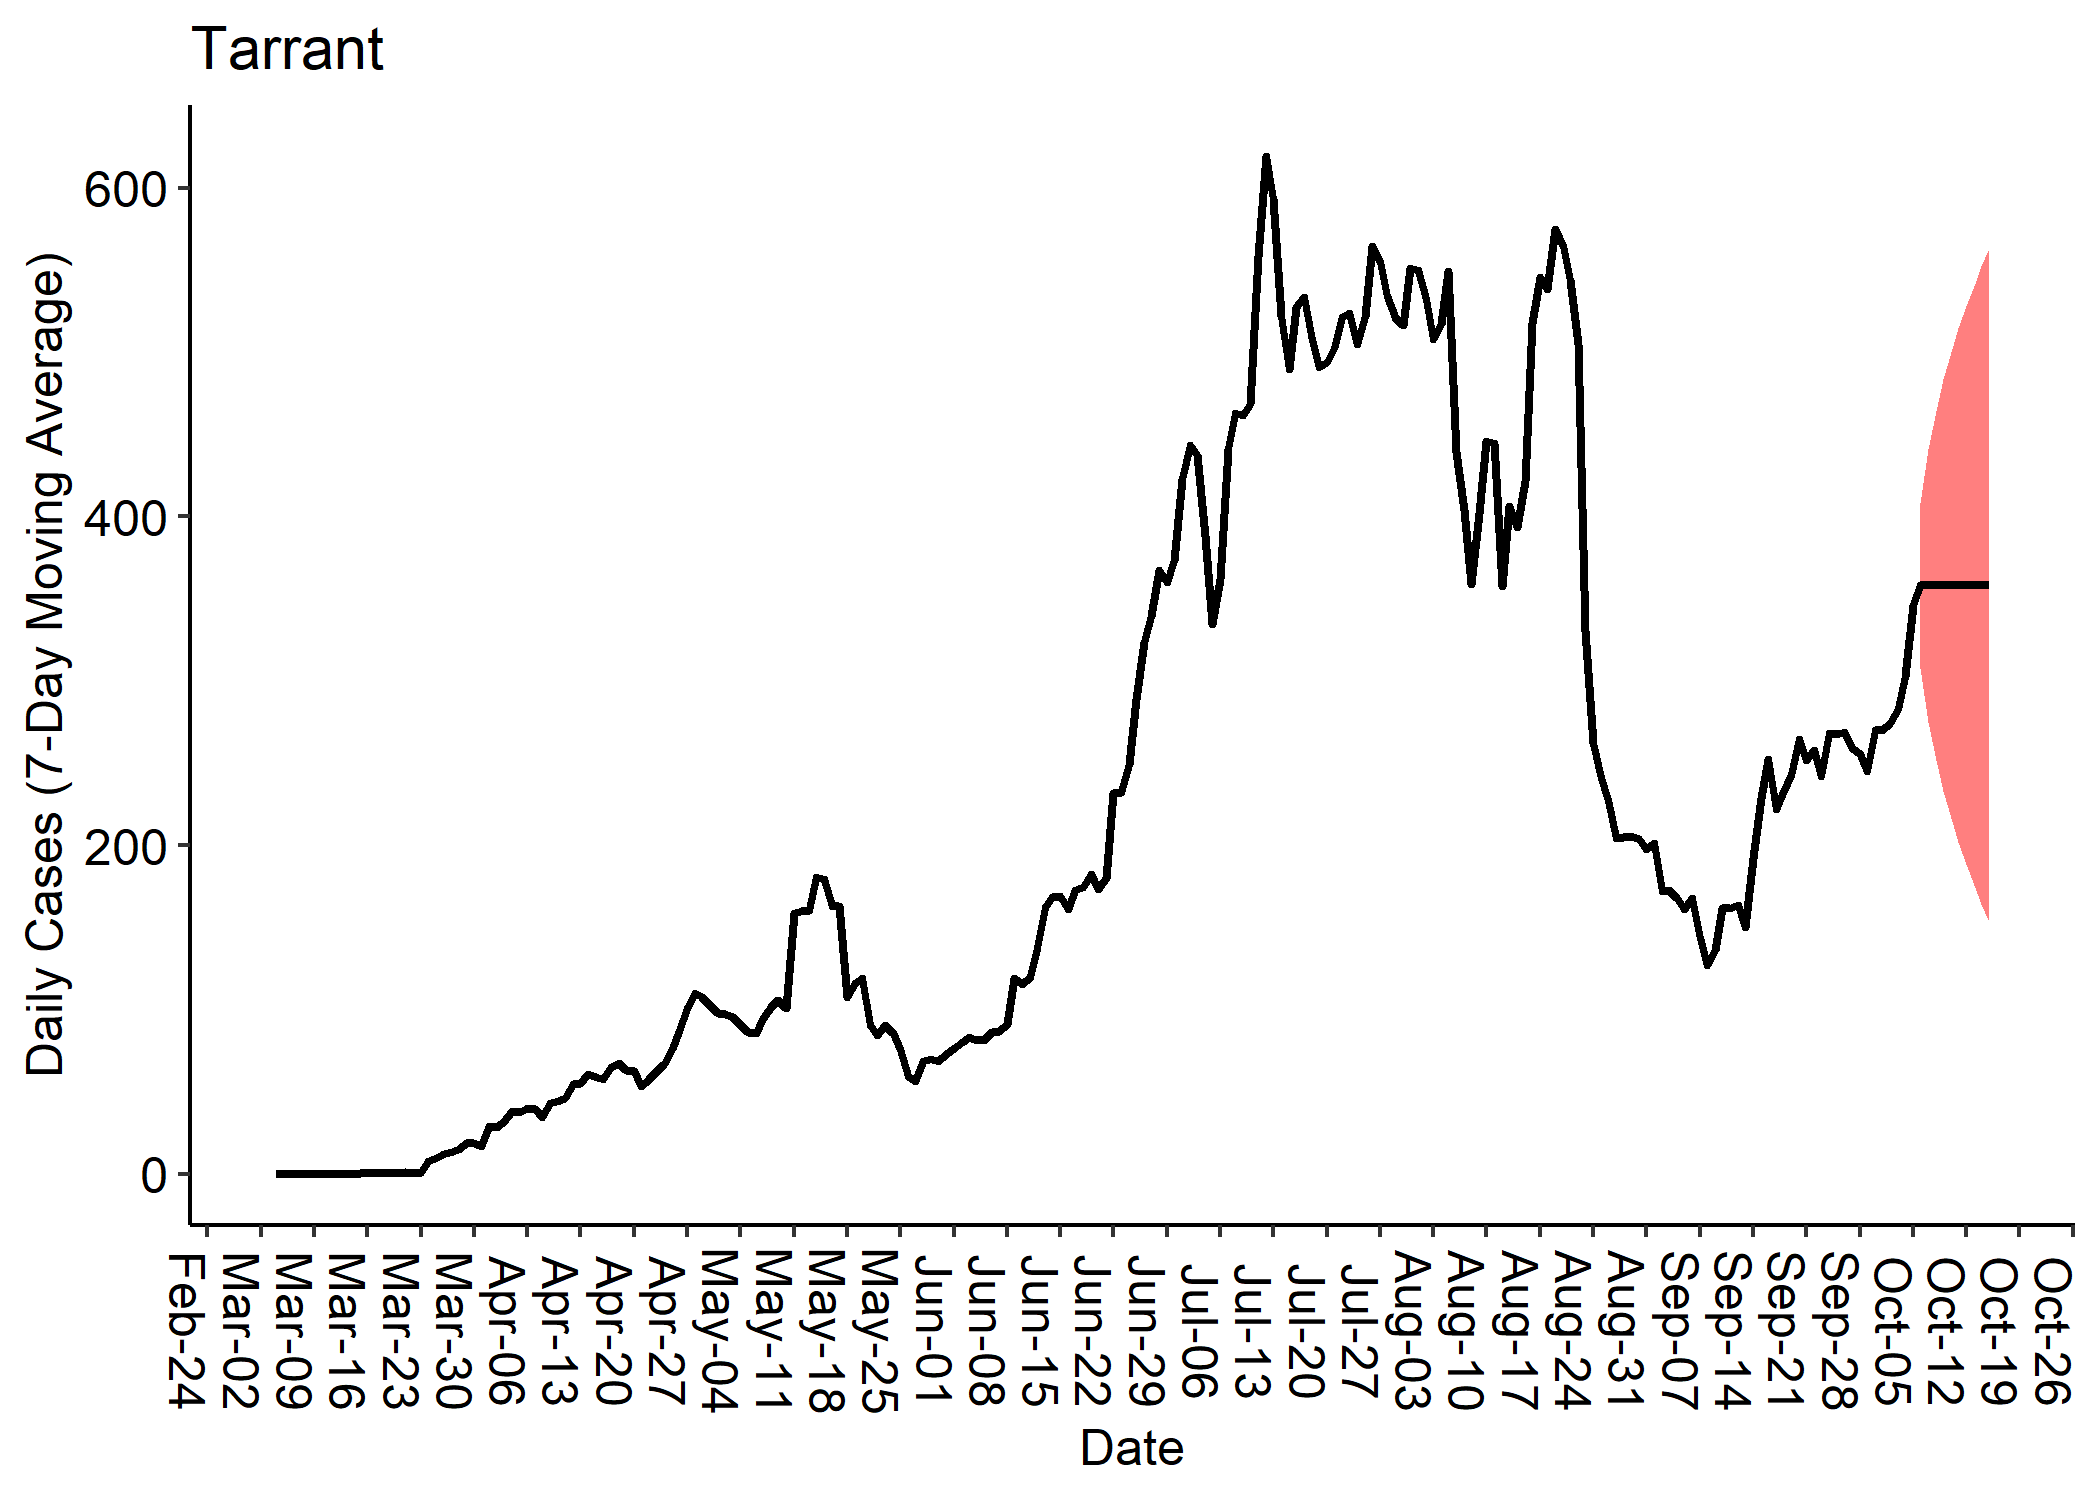 Tarrant
Daily Cases (7-Day Moving Average)
600
400
200
0
Feb-24
Mar-02
Mar-09
Mar-16
Mar-23
Mar-30
Apr-06
Apr-13
Apr-20
Apr-27
May-04
May-11
May-18
May-25
Jun-01
Jun-08
Jun-15
Jun-22
Jun-29
Jul-06
Jul-13
Jul-20
Jul-27
Aug-03
Aug-10
Aug-17
Aug-24
Aug-31
Sep-07
Sep-14
Sep-21
Sep-28
Oct-05
Oct-12
Oct-19
Oct-26
Date